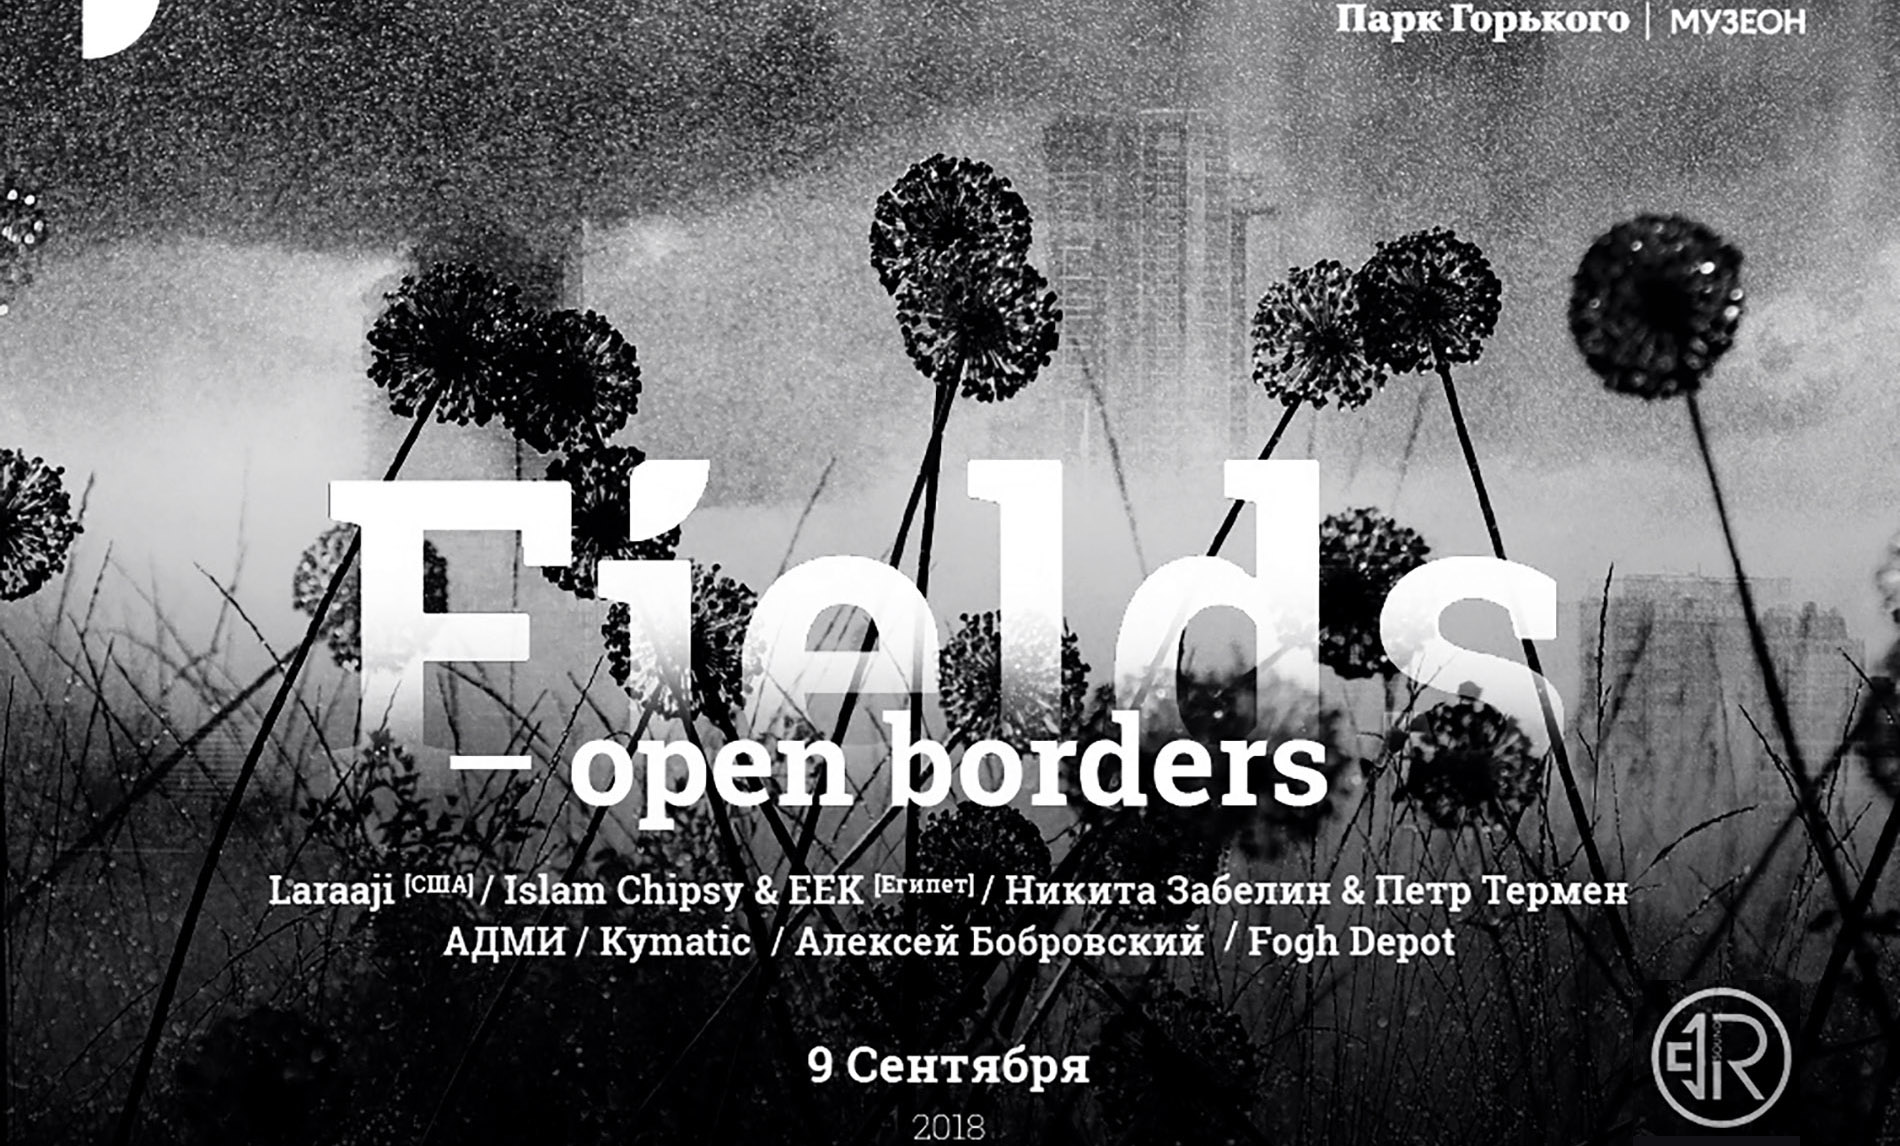 Парк Горького | МУЗЕОН
Fields
_ open borders
Laraaji [США] / Islam Chipsy & EEK [Египет] / Никита Забелин & Петр Термен
АДМИ / Kymatic / Алексей Бобровский / Fogh Depot
9 Сентября
2018